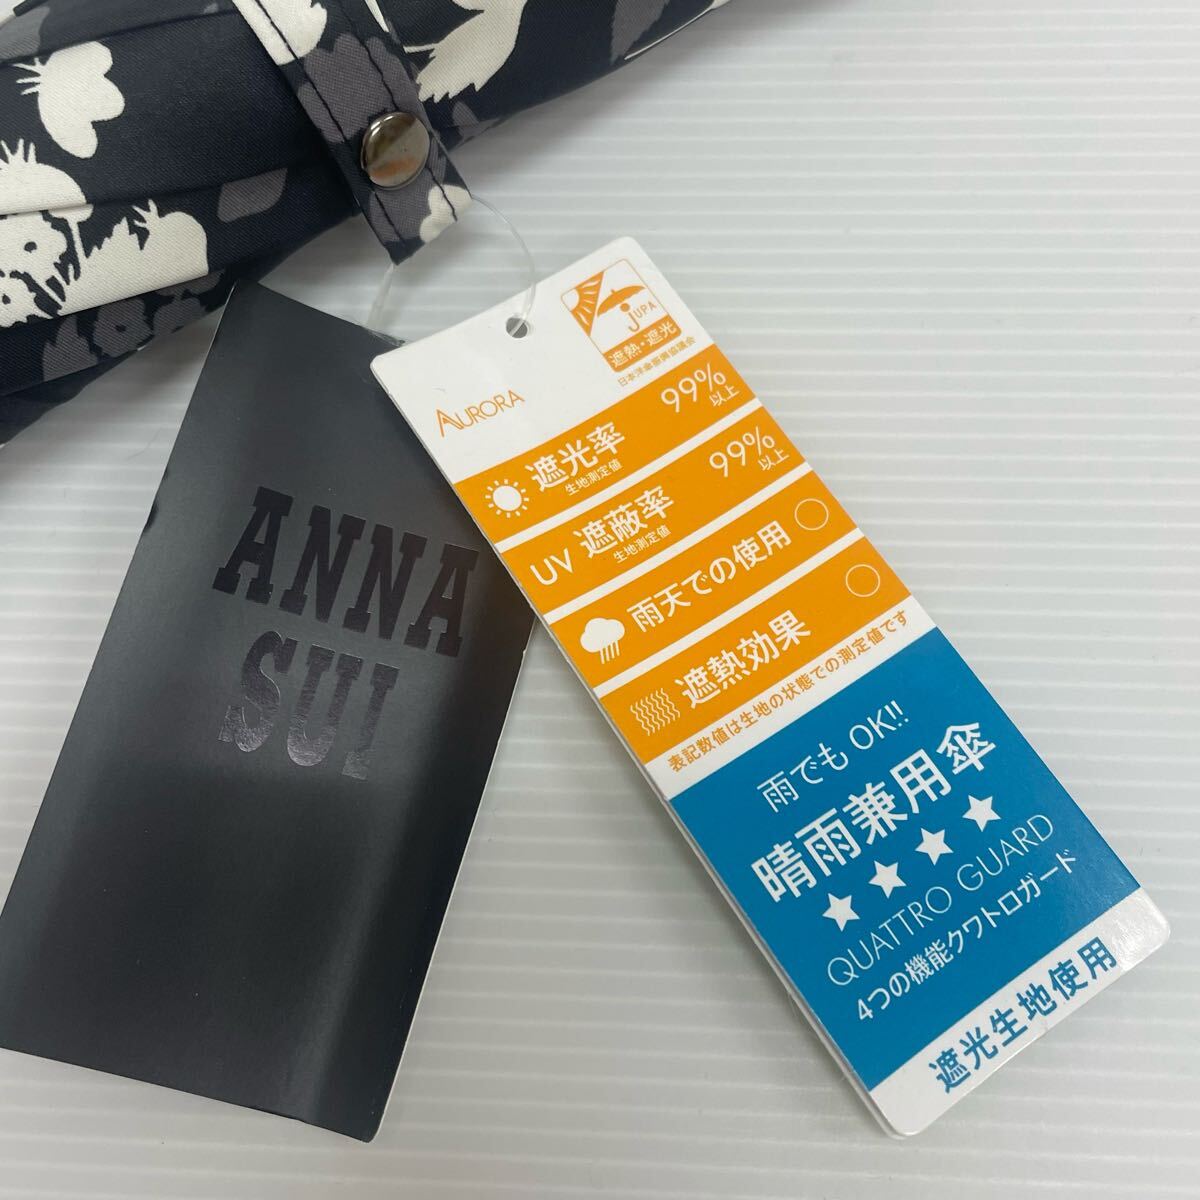 ANNA
SUI
JUPA
遮熱・遮光
日本洋傘振興協議会
AURORA
遮光率 99%以上
生地測定値
UV 遮蔽率 99%以上
生地測定値
雨天での使用 ○
遮熱効果 ○
表記数値は生地の状態での測定値です
雨でも OK!!
晴雨兼用傘
★ ★ ★ ★
QUATTRO GUARD
4つの機能クワトロガード
遮光生地使用